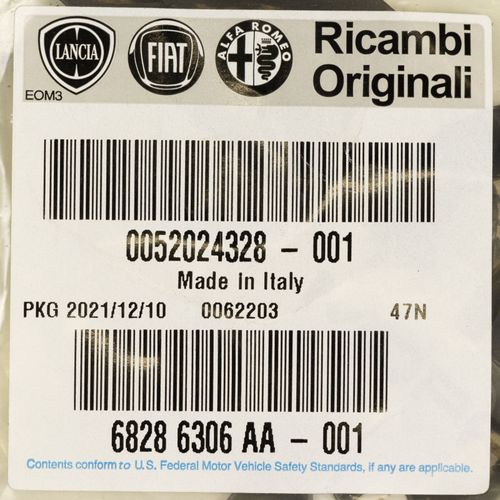 LANCIA FIAT ALFA ROMEO Ricambi
Originali
EOM3
0052024328 - 001
Made In Italy
PKG 2021/12/10 0062203 47N
6828 6306 AA - 001
Contents conform to U.S. Federal Motor Vehicle Safety Standards, if any are applicable.